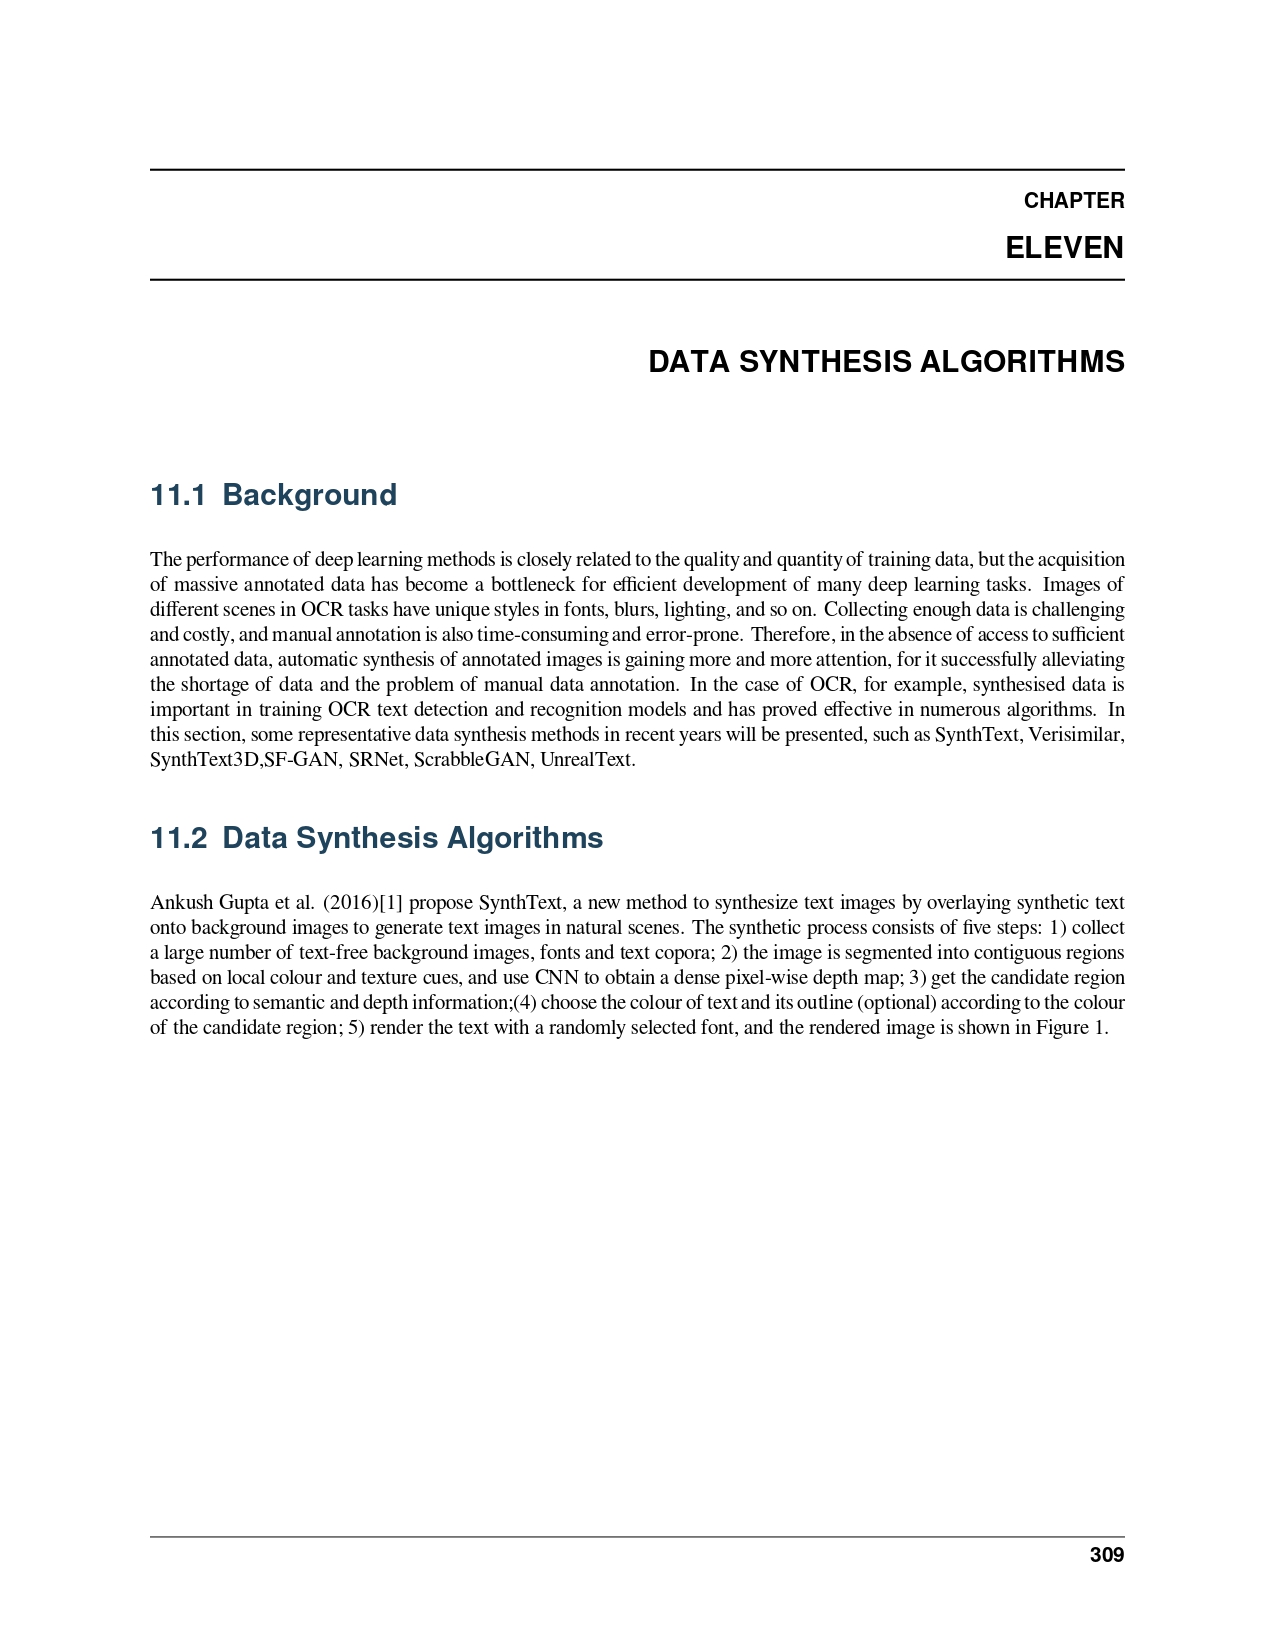 CHAPTER
ELEVEN
DATA SYNTHESIS ALGORITHMS
11.1 Background
The performance of deep learning methods is closely related to the quality and quantity of training data, but the acquisition
of massive annotated data has become a bottleneck for efficient development of many deep learning tasks. Images of
different scenes in OCR tasks have unique styles in fonts, blurs, lighting, and so on. Collecting enough data is challenging
and costly, and manual annotation is also time-consuming and error-prone. Therefore, in the absence of access to sufficient
annotated data, automatic synthesis of annotated images is gaining more and more attention, for it successfully alleviating
the shortage of data and the problem of manual data annotation. In the case of OCR, for example, synthesised data is
important in training OCR text detection and recognition models and has proved effective in numerous algorithms. In
this section, some representative data synthesis methods in recent years will be presented, such as SynthText, Verisimilar,
SynthText3D,SF-GAN, SRNet, ScrabbleGAN, UnrealText.
11.2 Data Synthesis Algorithms
Ankush Gupta et al. (2016)[1] propose SynthText, a new method to synthesize text images by overlaying synthetic text
onto background images to generate text images in natural scenes. The synthetic process consists of five steps: 1) collect
a large number of text-free background images, fonts and text copora; 2) the image is segmented into contiguous regions
based on local colour and texture cues, and use CNN to obtain a dense pixel-wise depth map; 3) get the candidate region
according to semantic and depth information;(4) choose the colour of text and its outline (optional) according to the colour
of the candidate region; 5) render the text with a randomly selected font, and the rendered image is shown in Figure 1.
309